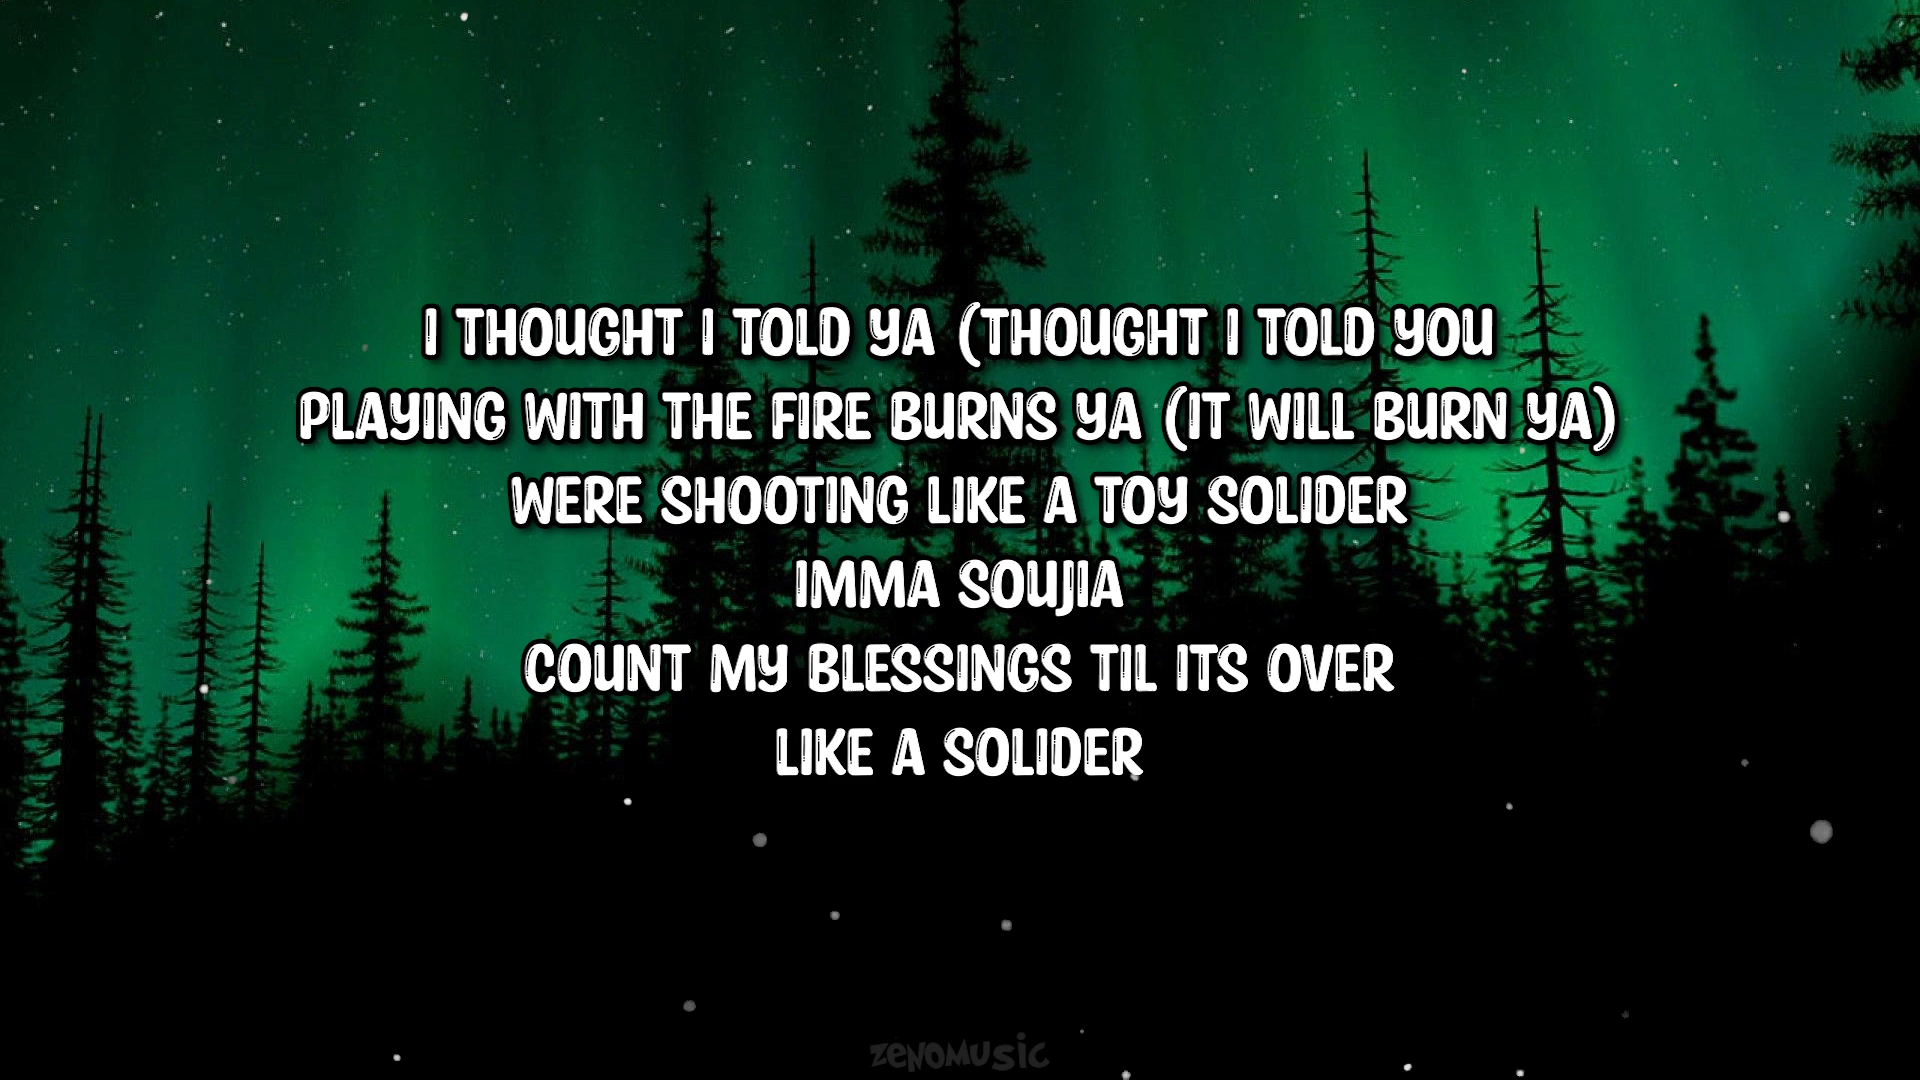 I THOUGHT I TOLD YA (THOUGHT I TOLD YOU
PLAYING WITH THE FIRE BURNS YA (IT WILL BURN YA)
WERE SHOOTING LIKE A TOY SOLIDER
IMMA SOUJIA
COUNT MY BLESSINGS TIL ITS OVER
LIKE A SOLIDER
ZENOMUSIC